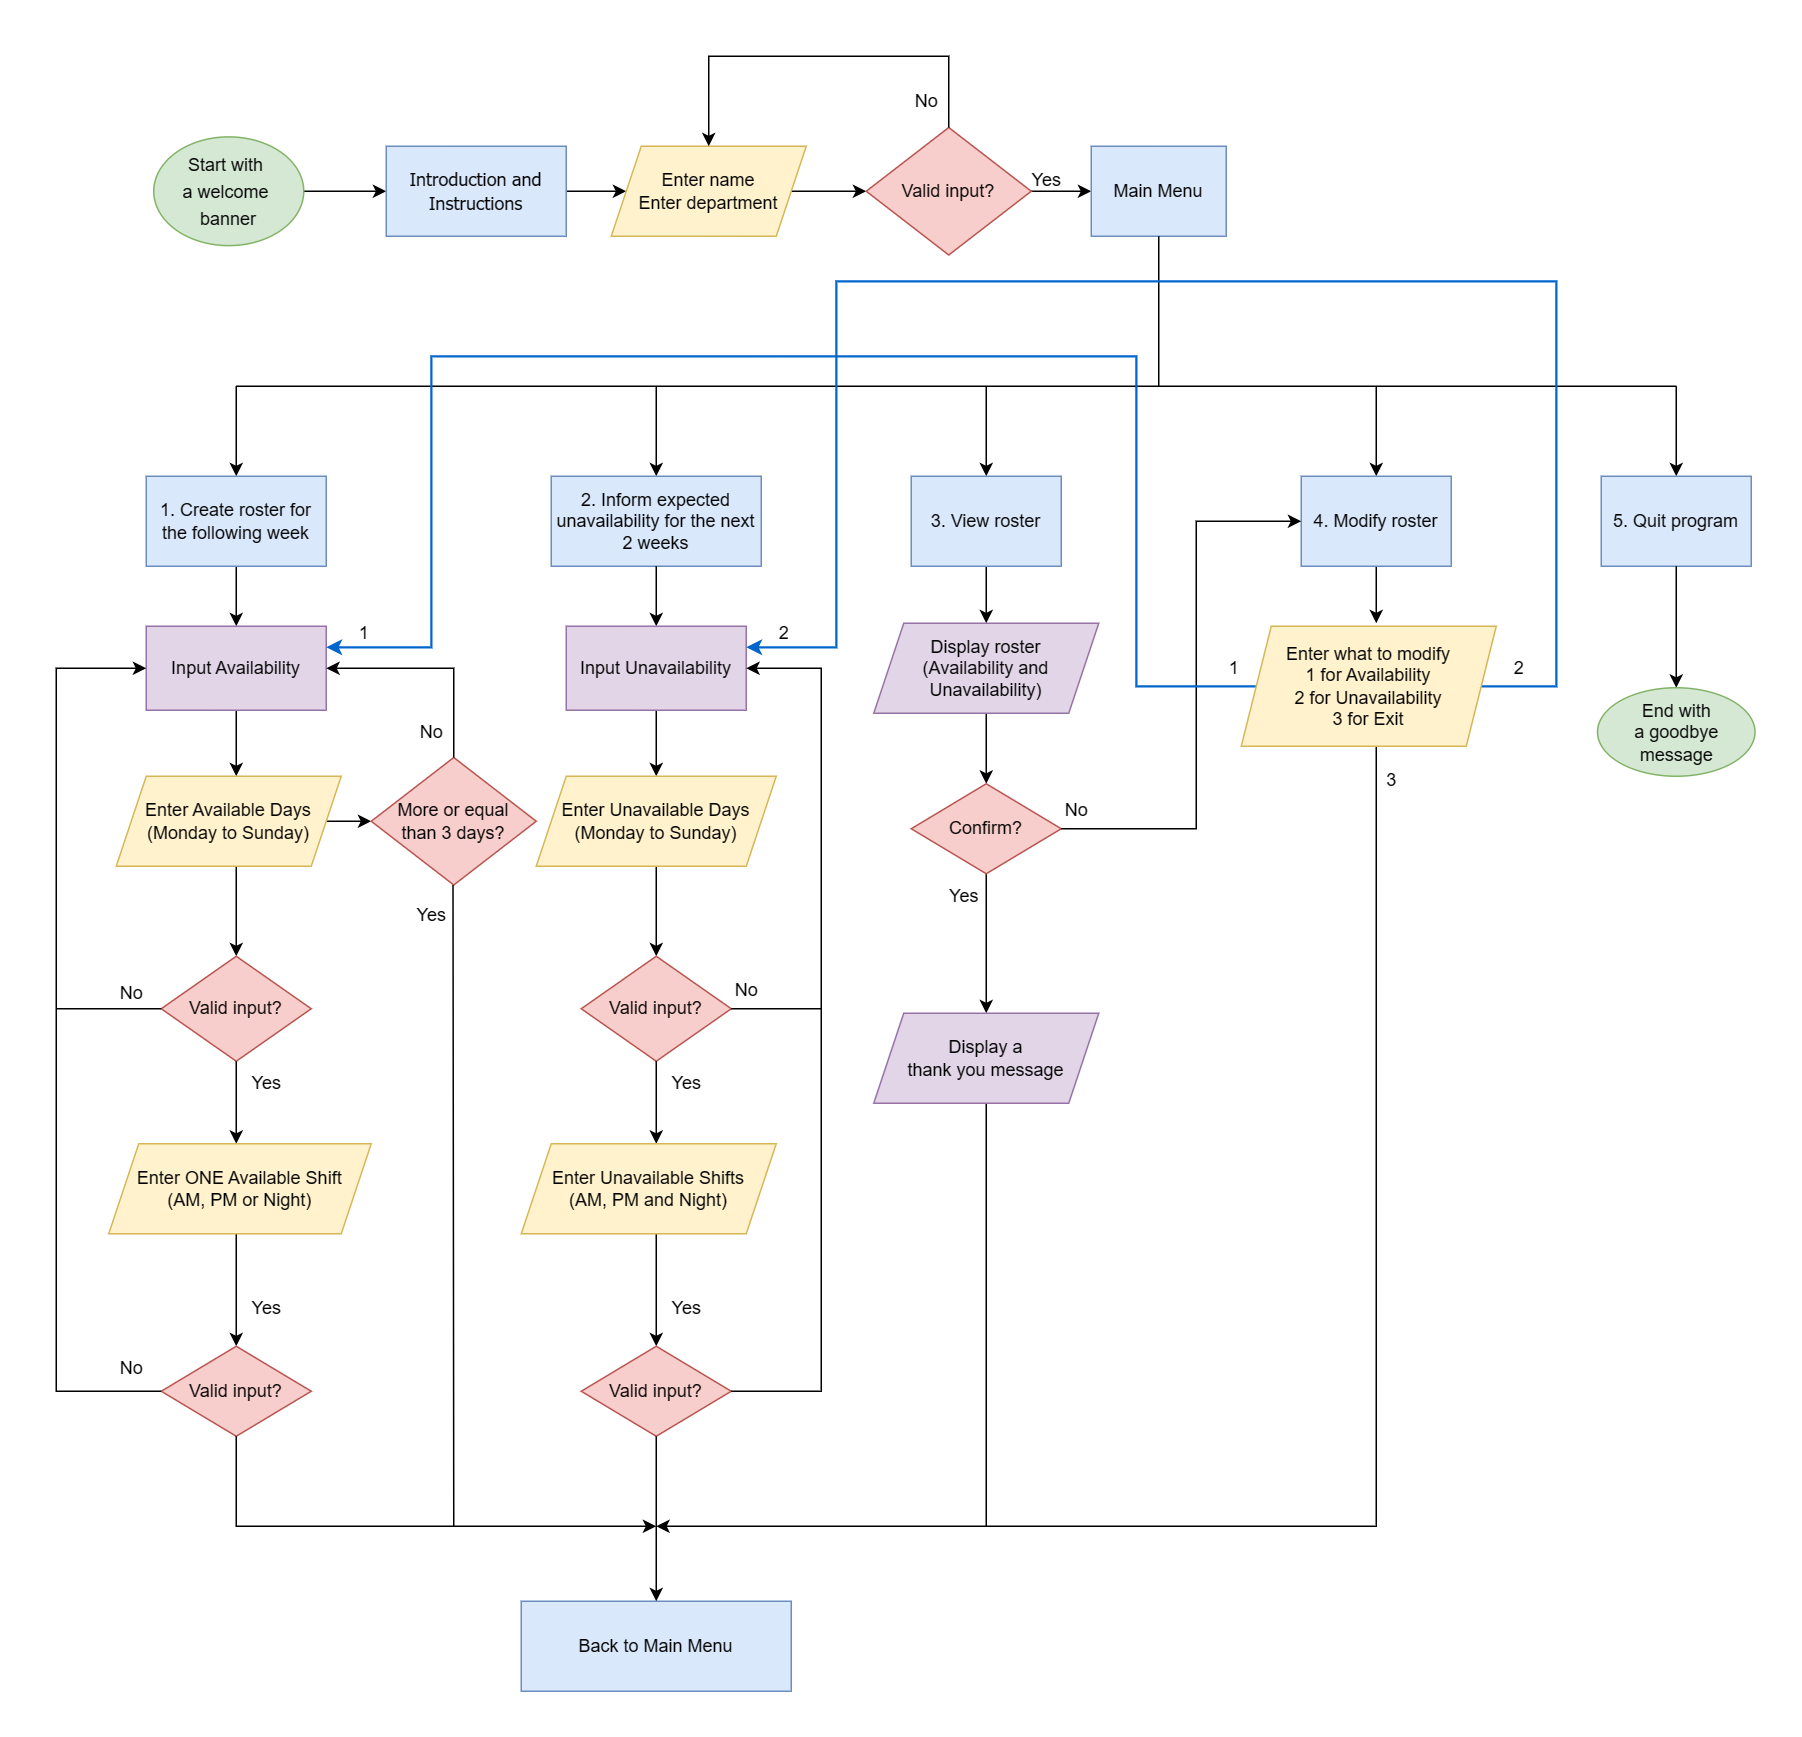 No
Start with
a welcome
banner
Introduction and
Instructions
Enter name
Enter department
Valid input?
Yes
Main Menu
1. Create roster for
the following week
2. Inform expected
unavailability for the next
2 weeks
3. View roster
4. Modify roster
5. Quit program
1
2
Input Availability
Input Unavailability
Display roster
(Availability and
Unavailability)
1
Enter what to modify
1 for Availability
2 for Unavailability
3 for Exit
2
End with
a goodbye
message
No
3
Enter Available Days
(Monday to Sunday)
More or equal
than 3 days?
Enter Unavailable Days
(Monday to Sunday)
Confirm?
No
Yes
Yes
No
Valid input?
Valid input?
No
Display a
thank you message
Yes
Yes
Enter ONE Available Shift
(AM, PM or Night)
Enter Unavailable Shifts
(AM, PM and Night)
Yes
Yes
No
Valid input?
Valid input?
Back to Main Menu